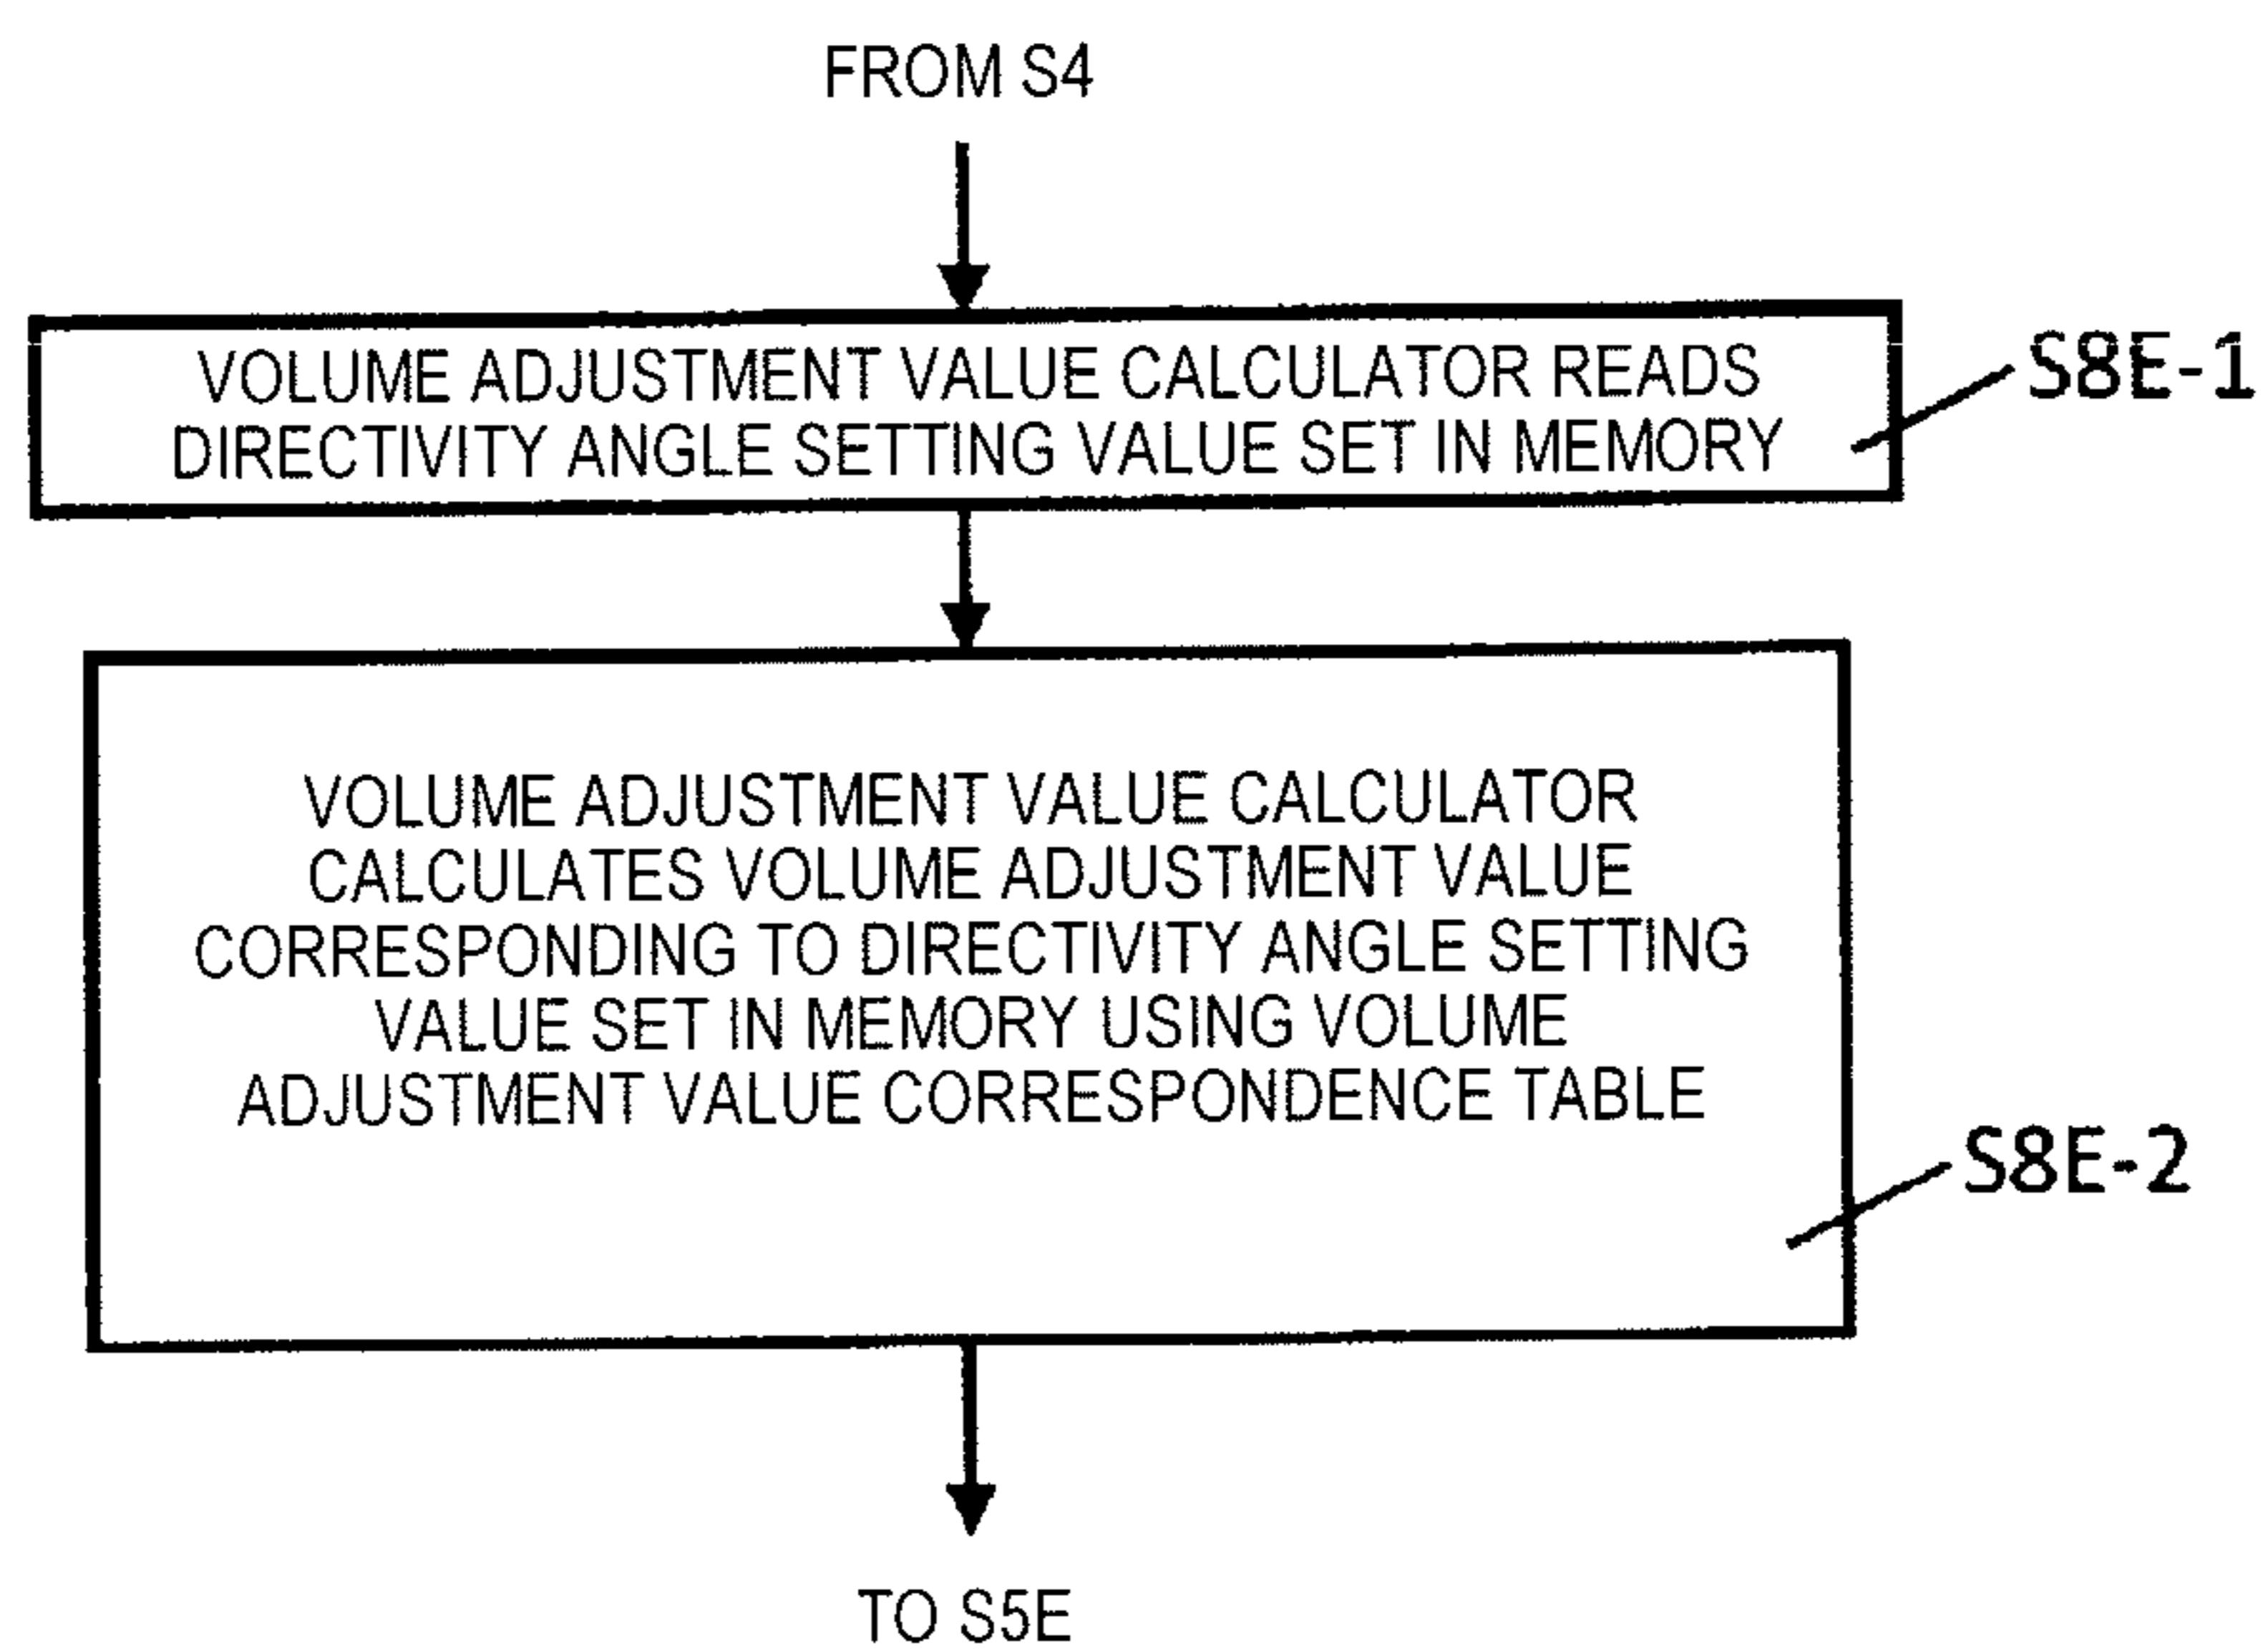 FROM S4
VOLUME ADJUSTMENT VALUE CALCULATOR READS
DIRECTIVITY ANGLE SETTING VALUE SET IN MEMORY
S8E-1
VOLUME ADJUSTMENT VALUE CALCULATOR
CALCULATES VOLUME ADJUSTMENT VALUE
CORRESPONDING TO DIRECTIVITY ANGLE SETTING
VALUE SET IN MEMORY USING VOLUME
ADJUSTMENT VALUE CORRESPONDENCE TABLE
S8E-2
TO S5E